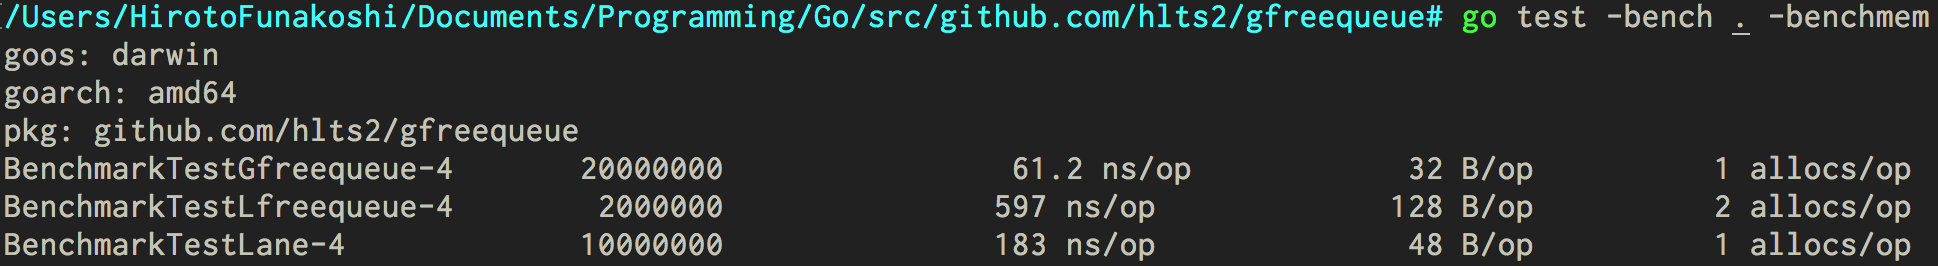 /Users/HirotoFunakoshi/Documents/Programming/Go/src/github.com/hlts2/gfreequeue# go test -bench . -benchmem
goos: darwin
goarch: amd64
pkg: github.com/hlts2/gfreequeue
BenchmarkTestGfreequeue-4 20000000 61.2 ns/op 32 B/op 1 allocs/op
BenchmarkTestLfreequeue-4 2000000 597 ns/op 128 B/op 2 allocs/op
BenchmarkTestLane-4 10000000 183 ns/op 48 B/op 1 allocs/op